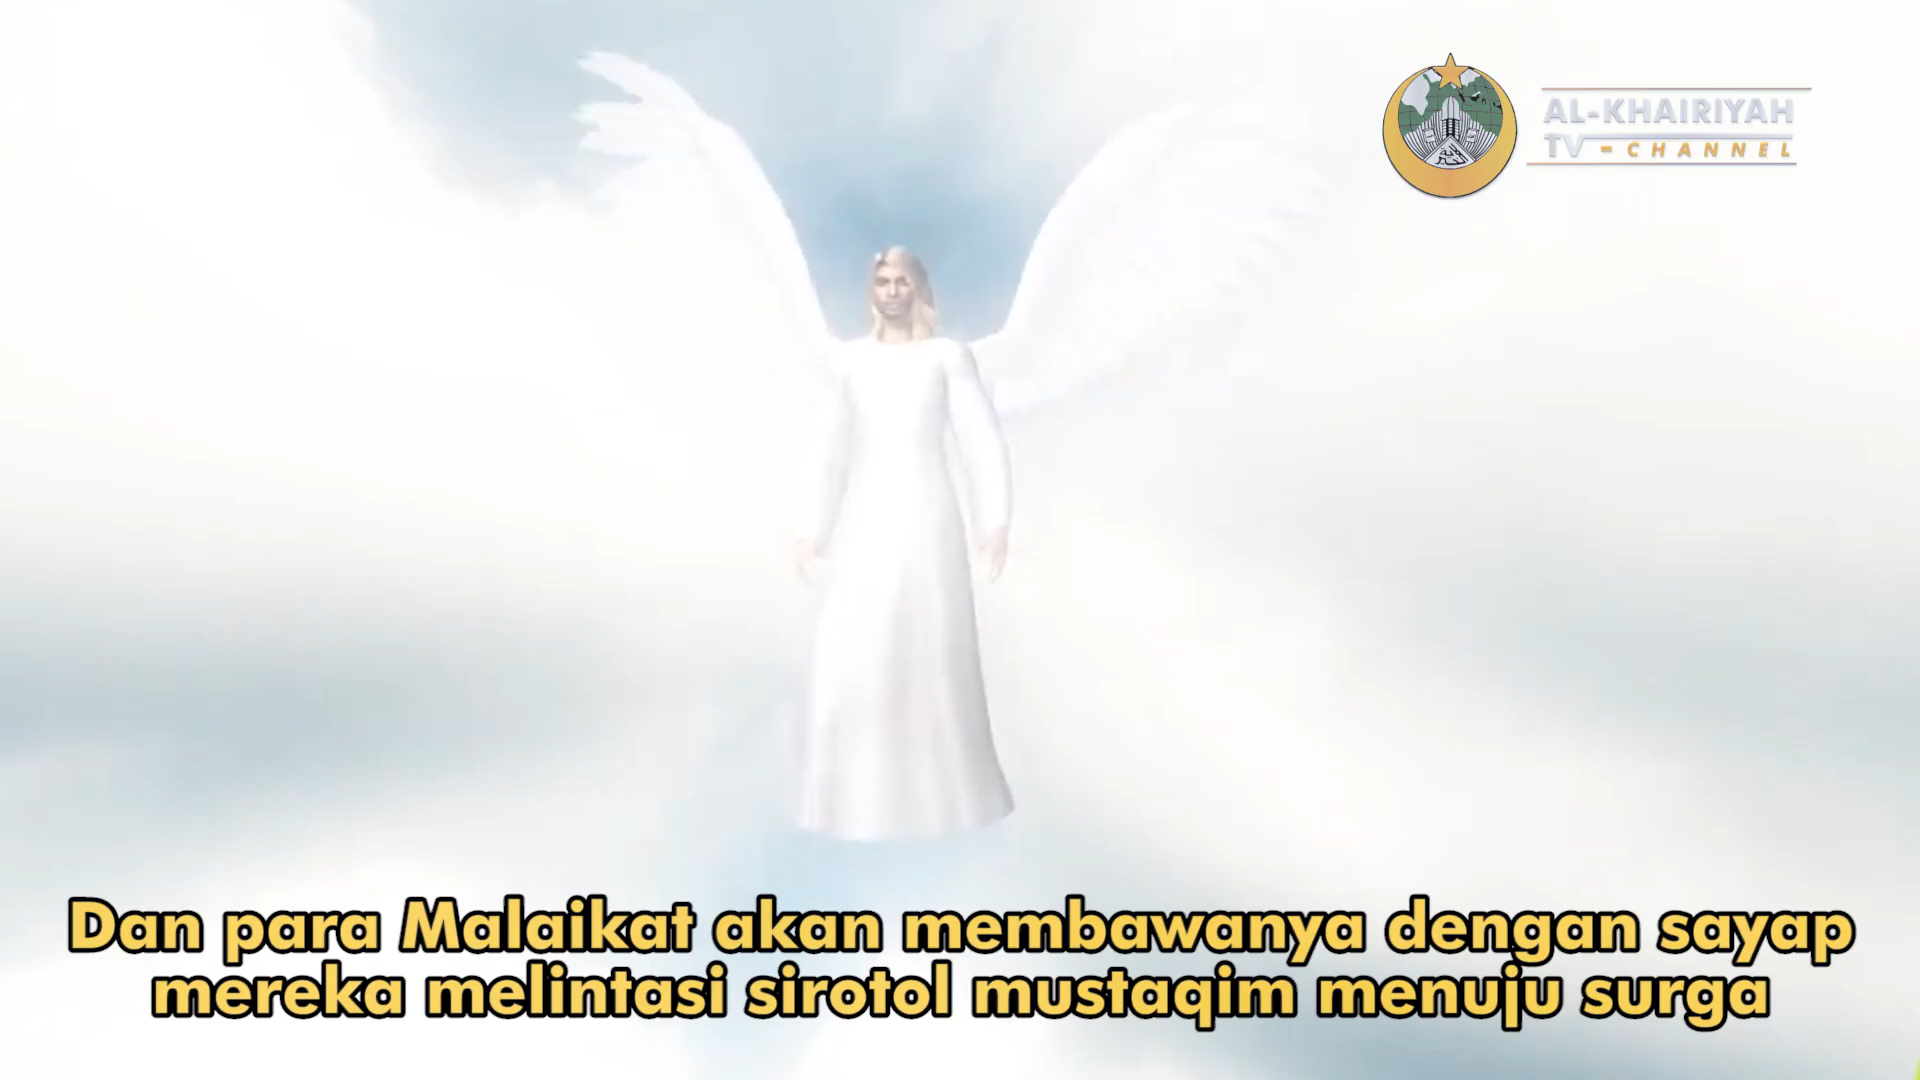 AL-KHAIRIYAH
TV - CHANNEL
Dan para Malaikat akan membawanya dengan sayap
mereka melintasi sirotol mustaqim menuju surga